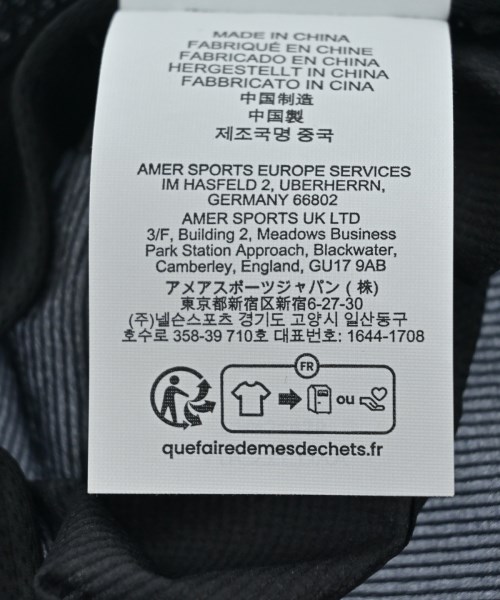 MADE IN CHINA
FABRIQUÉ EN CHINE
FABRICADO EN CHINA
HERGESTELLT IN CHINA
FABBRICATO IN CINA
中国制造
中国製
제조국명 중국
AMER SPORTS EUROPE SERVICES
IM HASFELD 2, UBERHERRN,
GERMANY 66802
AMER SPORTS UK LTD
3/F, Building 2, Meadows Business
Park Station Approach, Blackwater,
Camberley, England, GU17 9AB
アメアスポーツジャパン ( 株)
東京都新宿区新宿6-27-30
(주)넬슨스포츠 경기도 고양시 일산동구
호수로 358-39 710호 대표번호: 1644-1708
FR
ou
quefairedemesdechets.fr